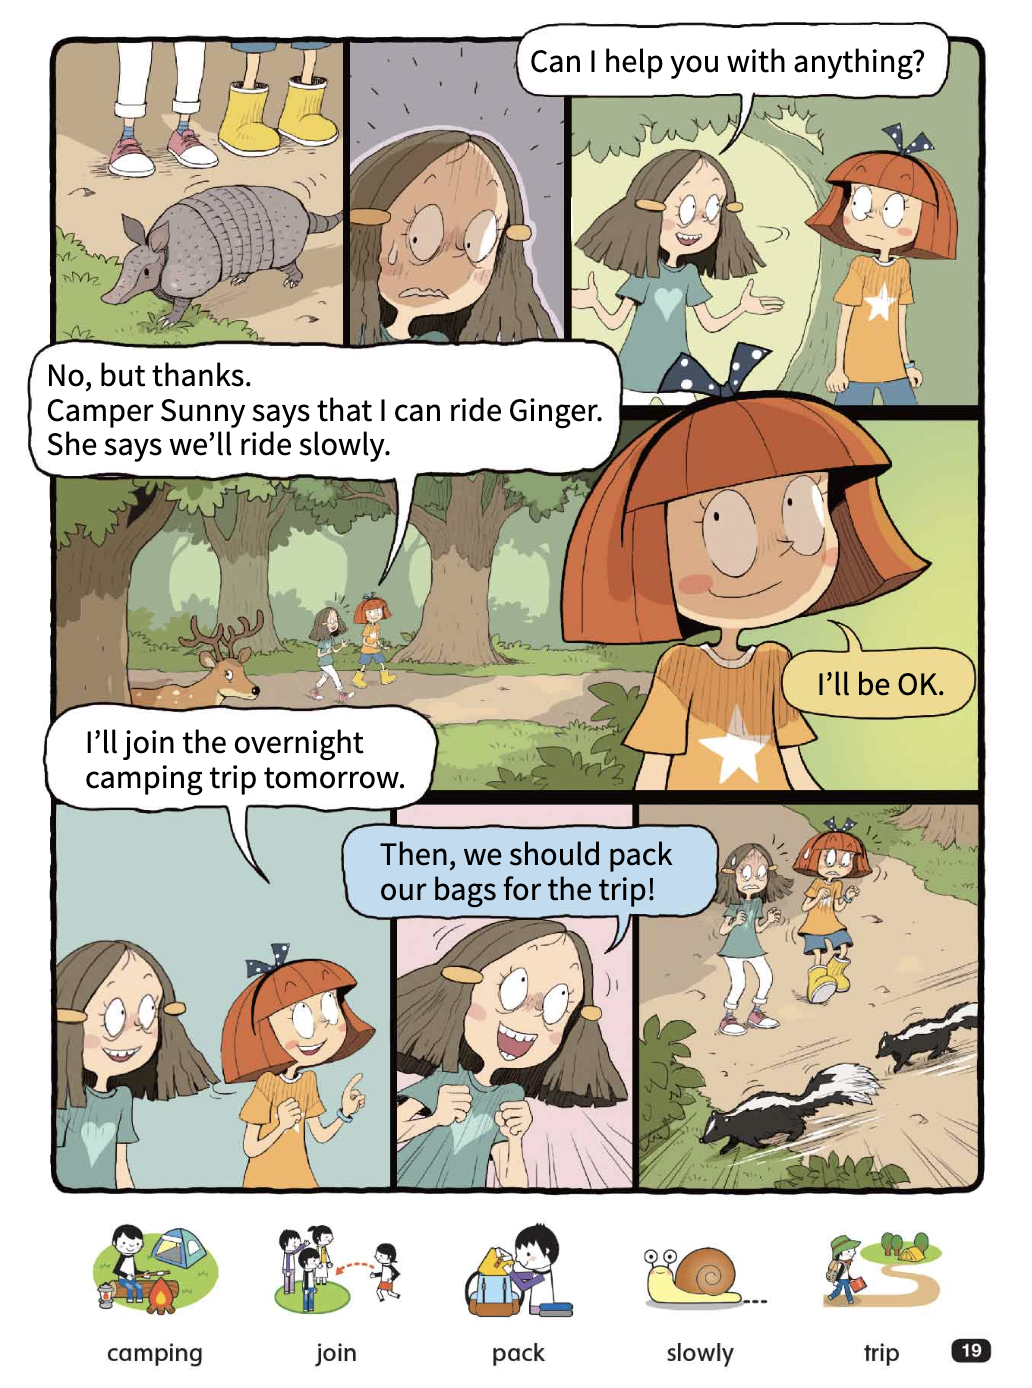 Can I help you with anything?
No, but thanks.
Camper Sunny says that I can ride Ginger.
She says we'll ride slowly.
I'll be OK.
I'll join the overnight
camping trip tomorrow.
Then, we should pack
our bags for the trip!
camping
join
pack
slowly
trip
19